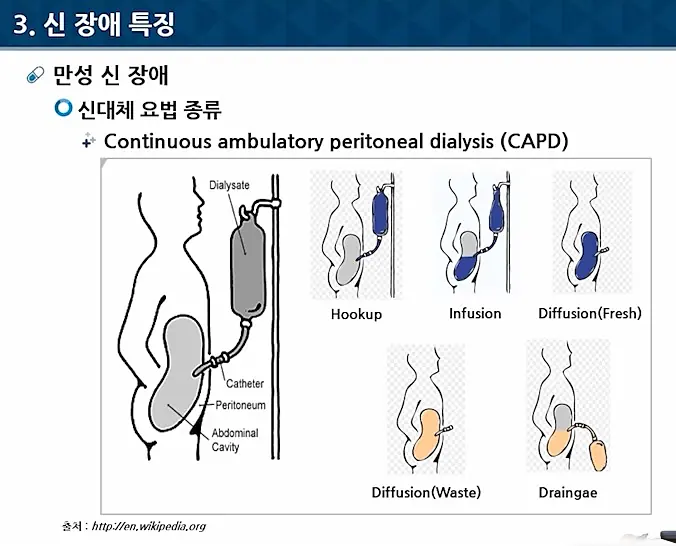 3. 신 장애 특징
만성 신 장애
신대체 요법 종류
Continuous ambulatory peritoneal dialysis (CAPD)
Dialysate
Catheter
Peritoneum
Abdominal
Cavity
Hookup
Infusion
Diffusion(Fresh)
Diffusion(Waste)
Draingae
출처 : http://en.wikipedia.org